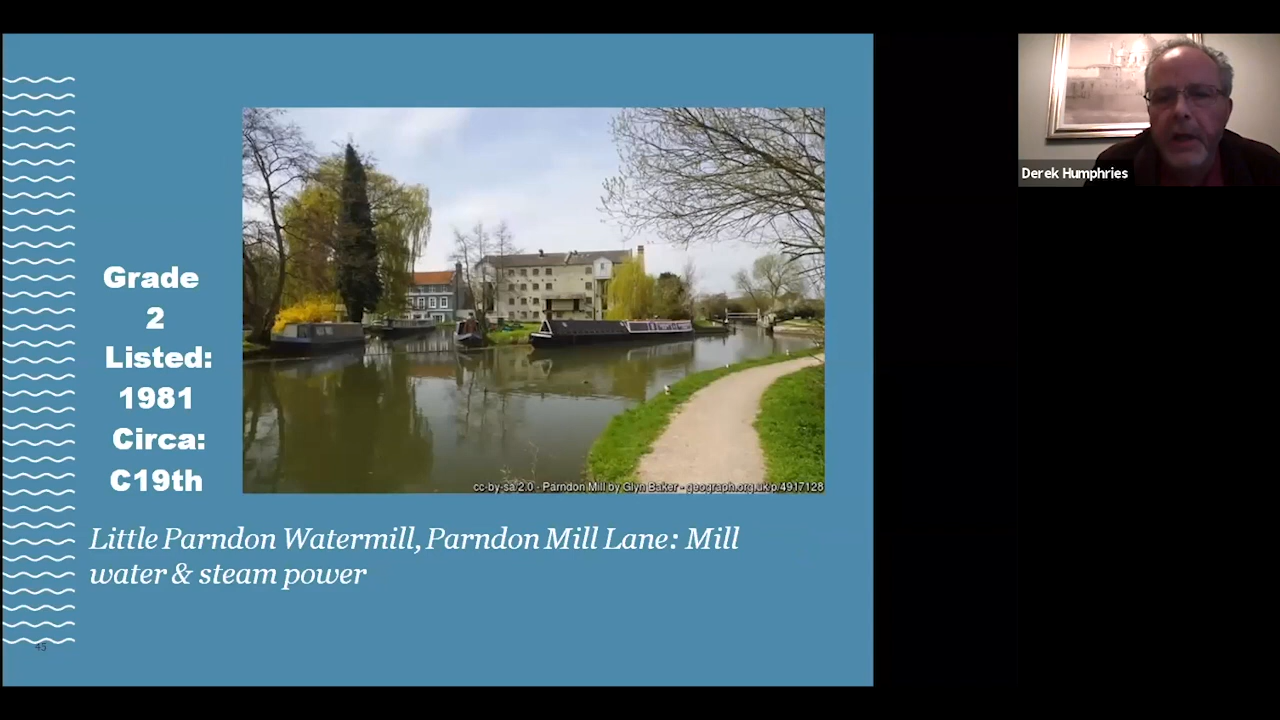 Grade
2
Listed:
1981
Circa:
C19th
cc-by-sa/2.0 - Parndon Mill by Glyn Baker - geograph.org.uk/p/4917128
Little Parndon Watermill, Parndon Mill Lane: Mill
water & steam power
45
Derek Humphries